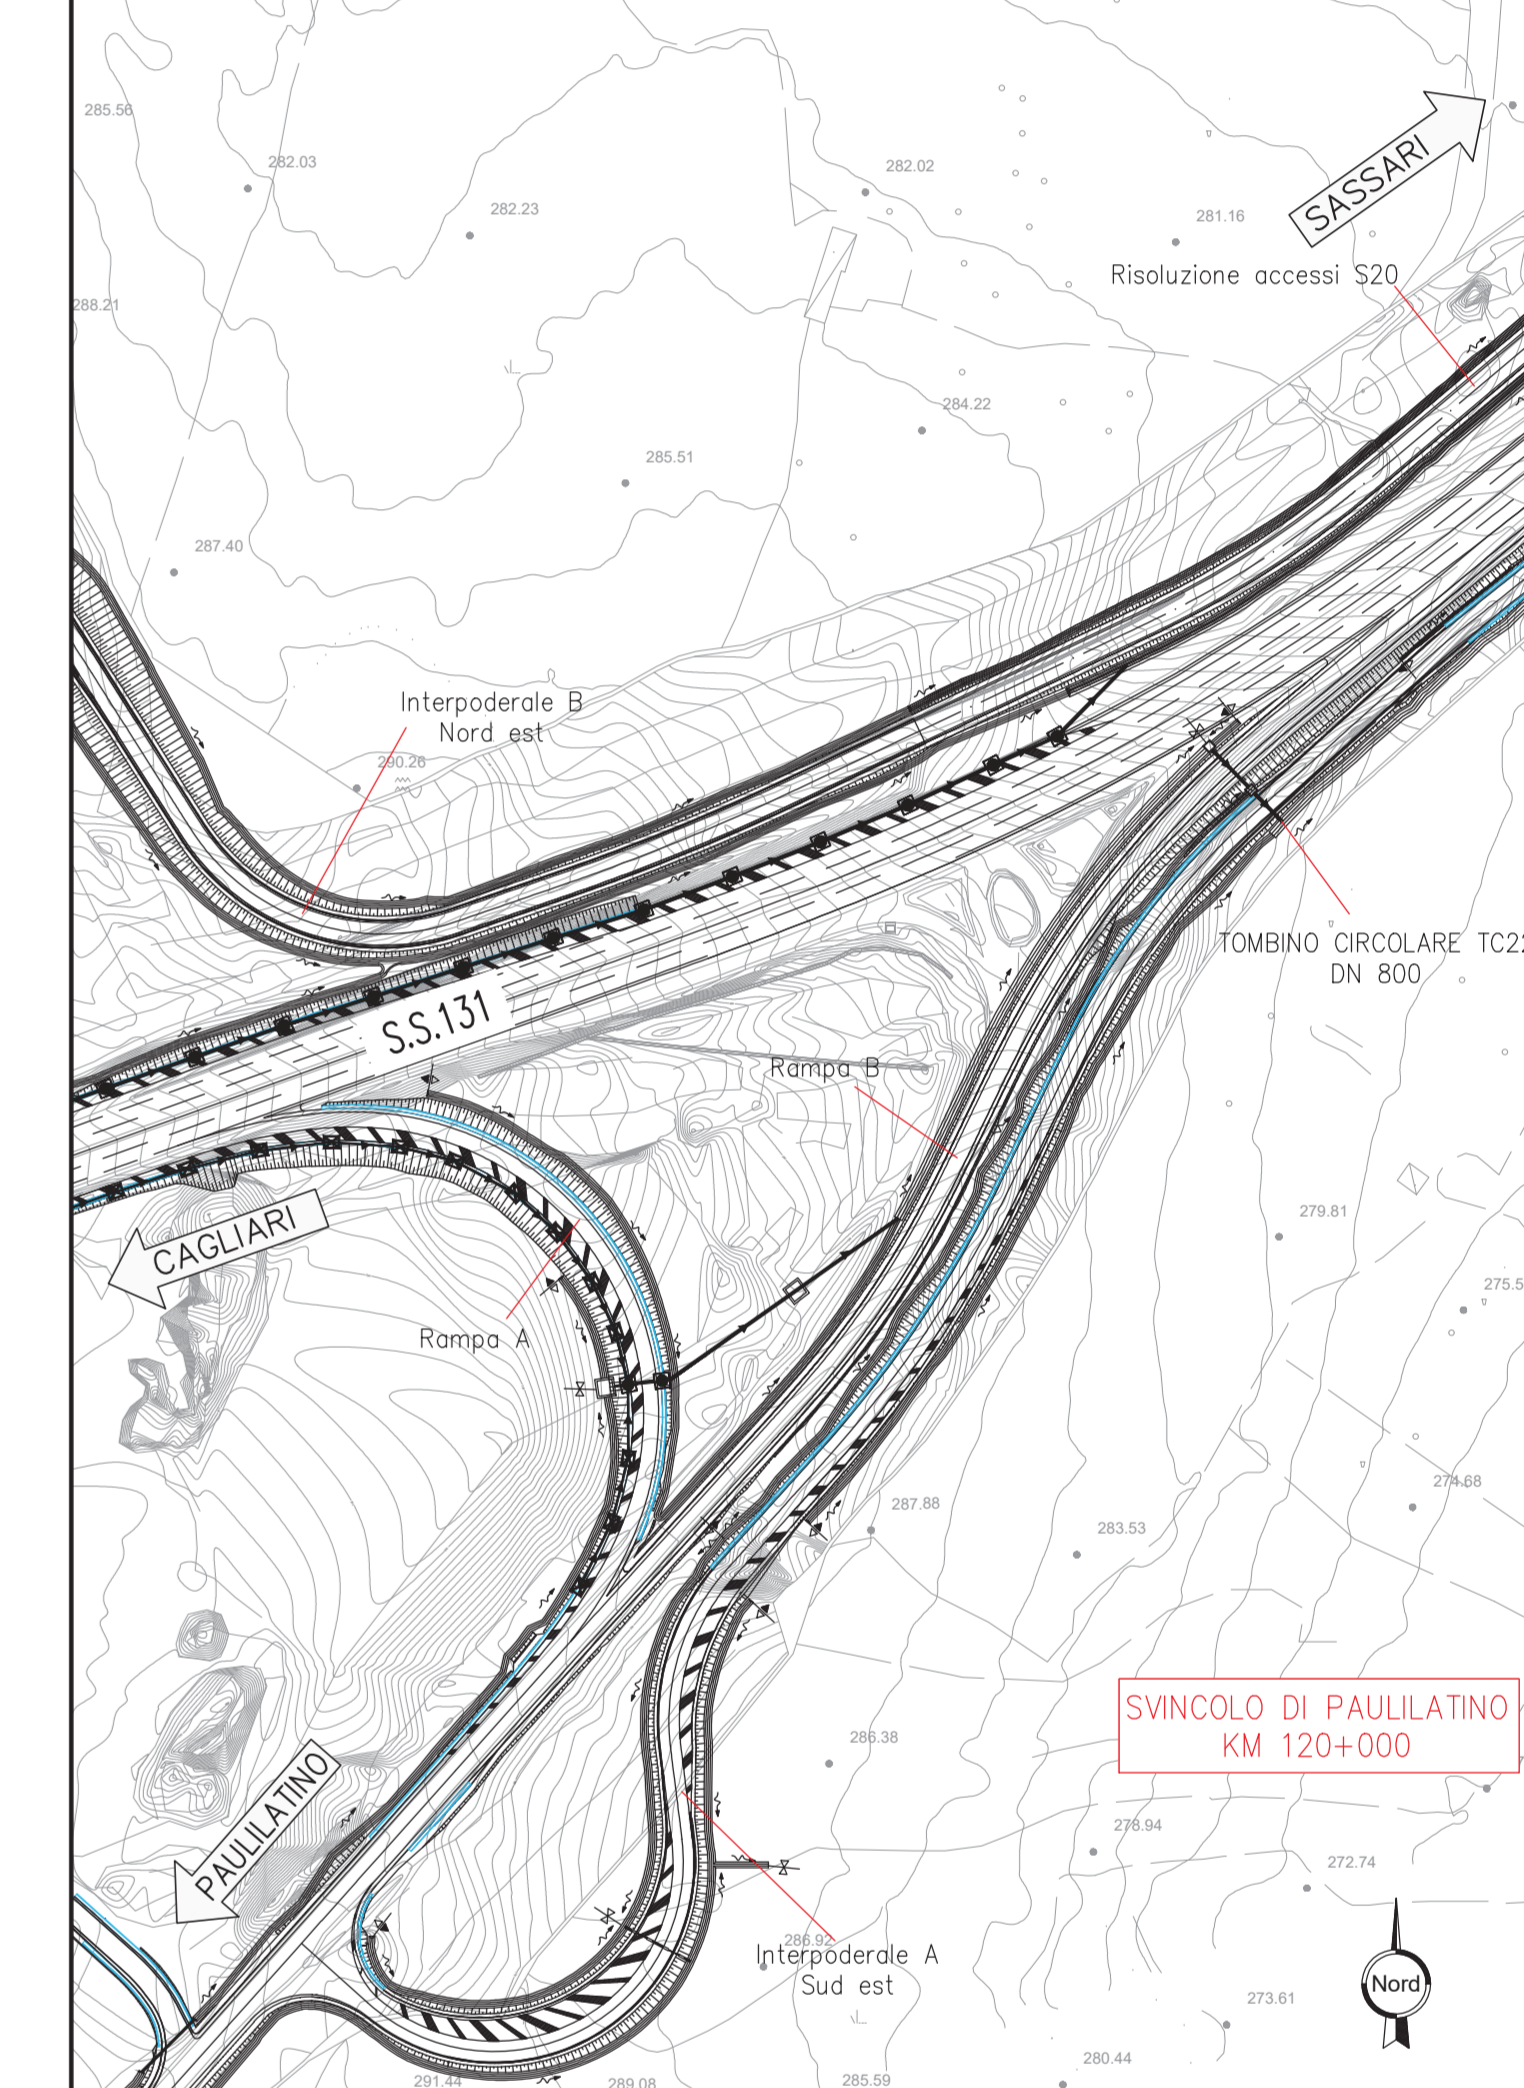 285.56
282.03
282.02
282.23
281.16
SASSARI
Risoluzione accessi S20
288.21
284.22
285.51
287.40
Interpoderale B
Nord est
290.26
TOMBINO CIRCOLARE TC22
DN 800
S.S.131
Rampa B
279.81
CAGLIARI
275.5
Rampa A
274.68
287.88
283.53
SVINCOLO DI PAULILATINO
KM 120+000
286.38
PAULILATINO
278.94
272.74
286.92
Interpoderale A
Sud est
Nord
273.61
280.44
291.44
289.08
285.59